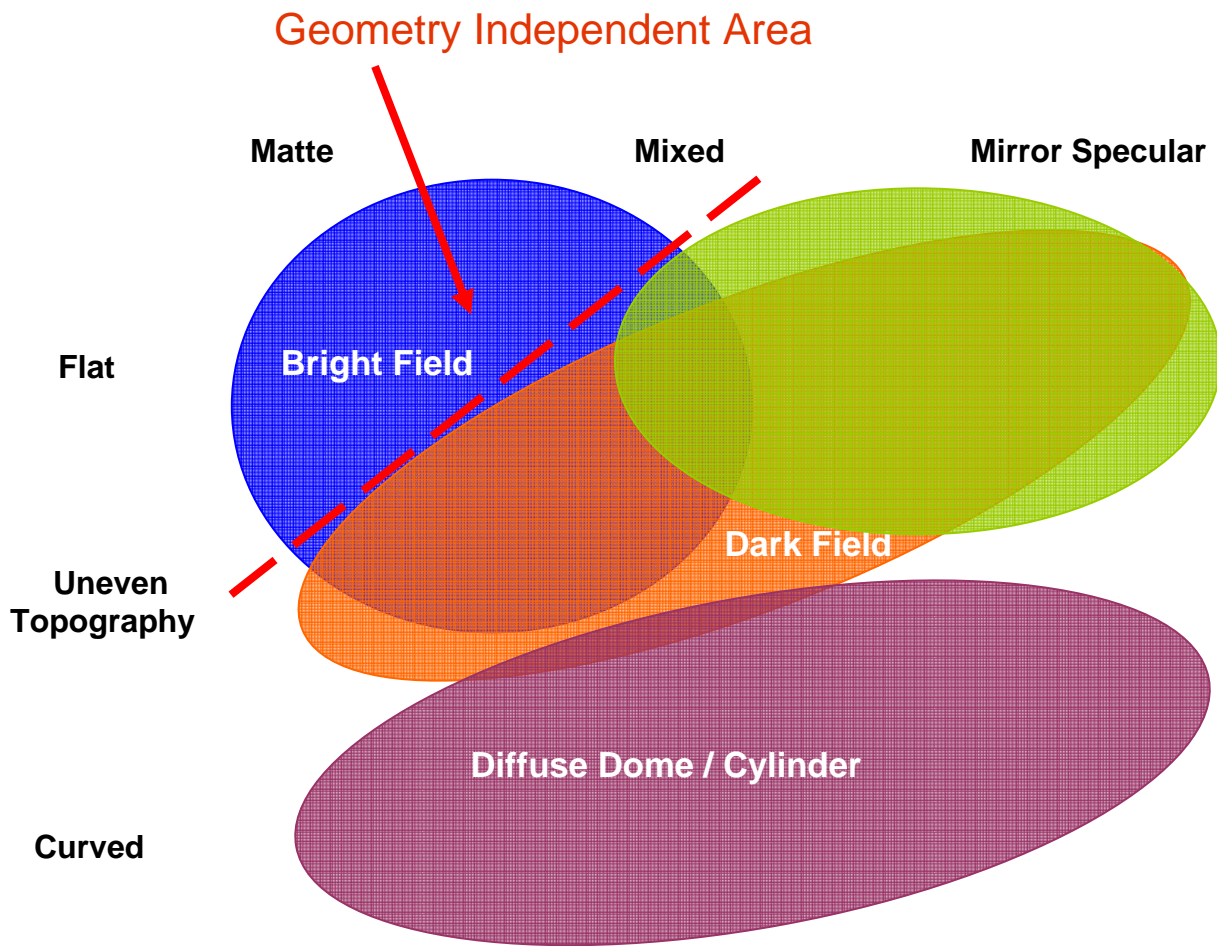 Geometry Independent Area
Matte
Mixed
Mirror Specular
Flat
Bright Field
Dark Field
Uneven
Topography
Diffuse Dome / Cylinder
Curved